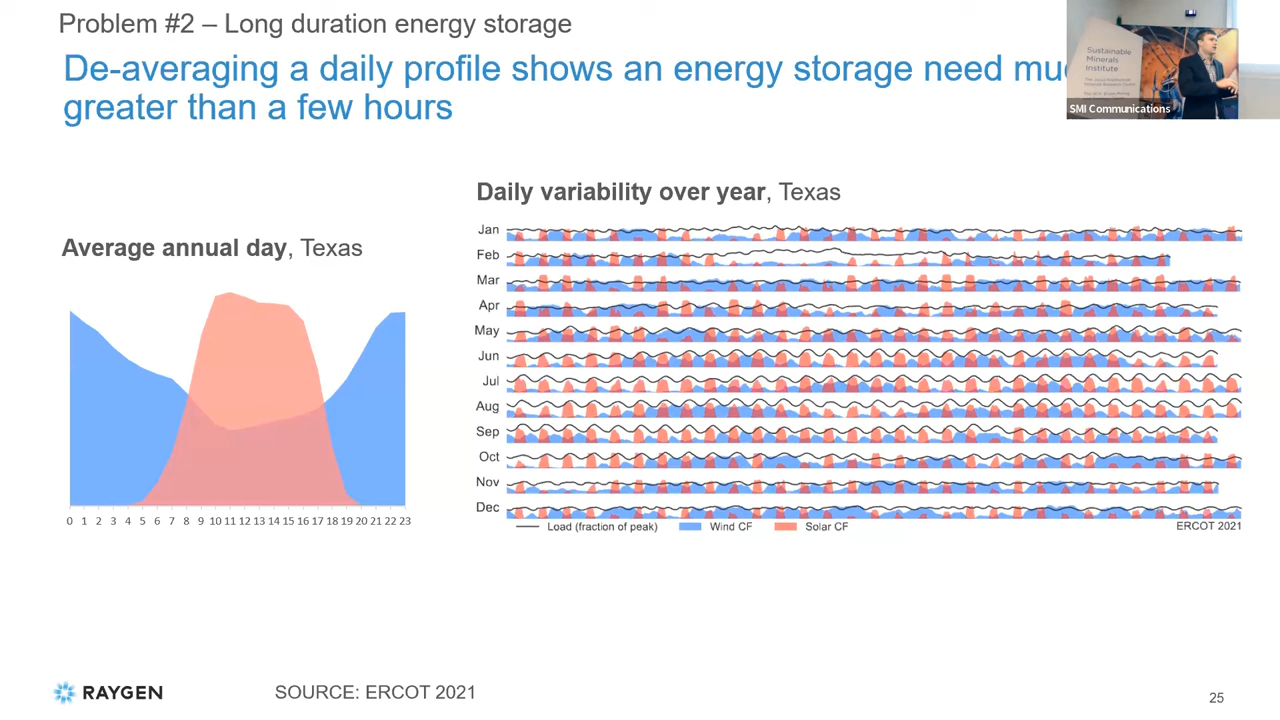 Problem #2 – Long duration energy storage
De-averaging a daily profile shows an energy storage need
greater than a few hours
Sustainable
Minerals
Institute
SMI Communications
Daily variability over year, Texas
Average annual day, Texas
Jan
Feb
Mar
Apr
May
Jun
Jul
Aug
Sep
Oct
Nov
Dec
0 1 2 3 4 5 6 7 8 9 10 11 12 13 14 15 16 17 18 19 20 21 22 23
Load (fraction of peak) Wind CF Solar CF ERCOT 2021
RAYGEN
SOURCE: ERCOT 2021
25